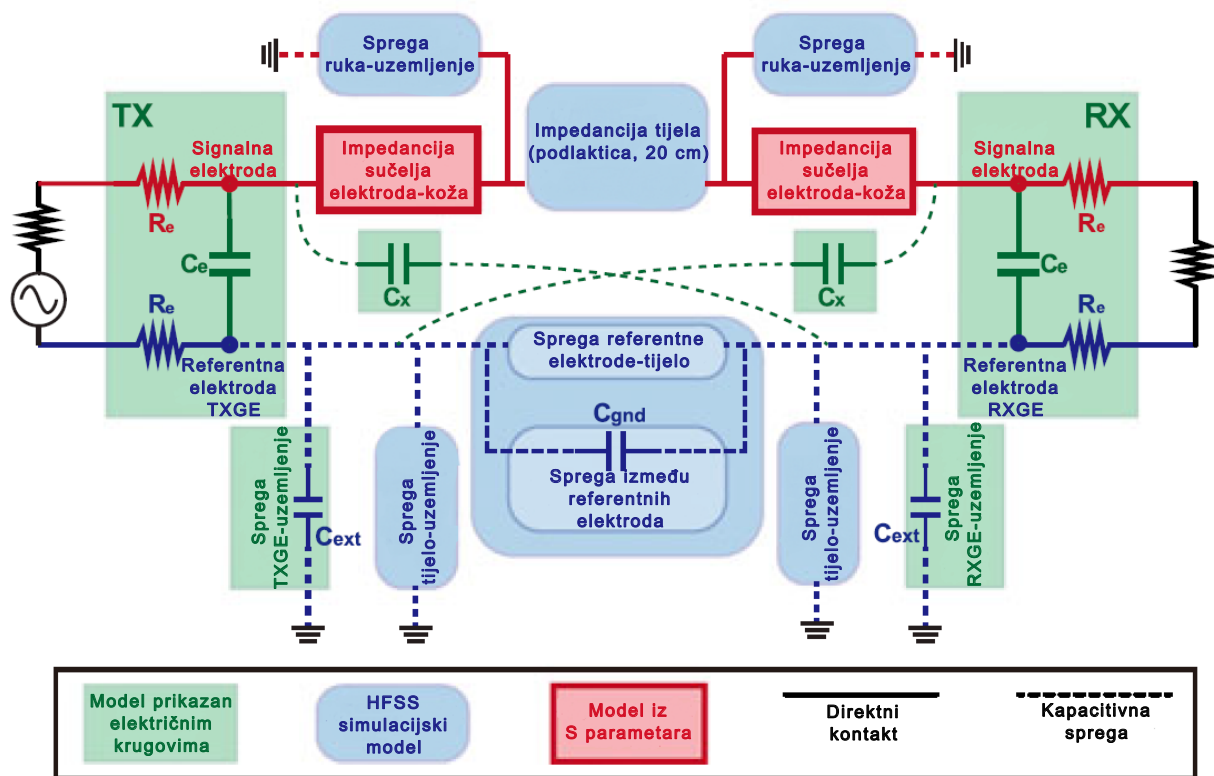 Sprega
ruka-uzemljenje
Sprega
ruka-uzemljenje
TX
Signalna
elektroda
Impedancija
sučelja
elektroda-koža
Impedancija tijela
(podlaktica, 20 cm)
Impedancija
sučelja
elektroda-koža
RX
Signalna
elektroda
Re
Re
Ce
Cx
Cx
Ce
Re
Re
Referentna
elektroda
TXGE
Sprega referentne
elektrode-tijelo
Referentna
elektroda
RXGE
Cgnd
Sprega između
referentnih
elektroda
Sprega
TXGE-uzemljenje
Cext
Sprega
tijelo-uzemljenje
Sprega
tijelo-uzemljenje
Cext
Sprega
RXGE-uzemljenje
Model prikazan
električnim
krugovima
HFSS
simulacijski
model
Model iz
S parametara
Direktni
kontakt
Kapacitivna
sprega